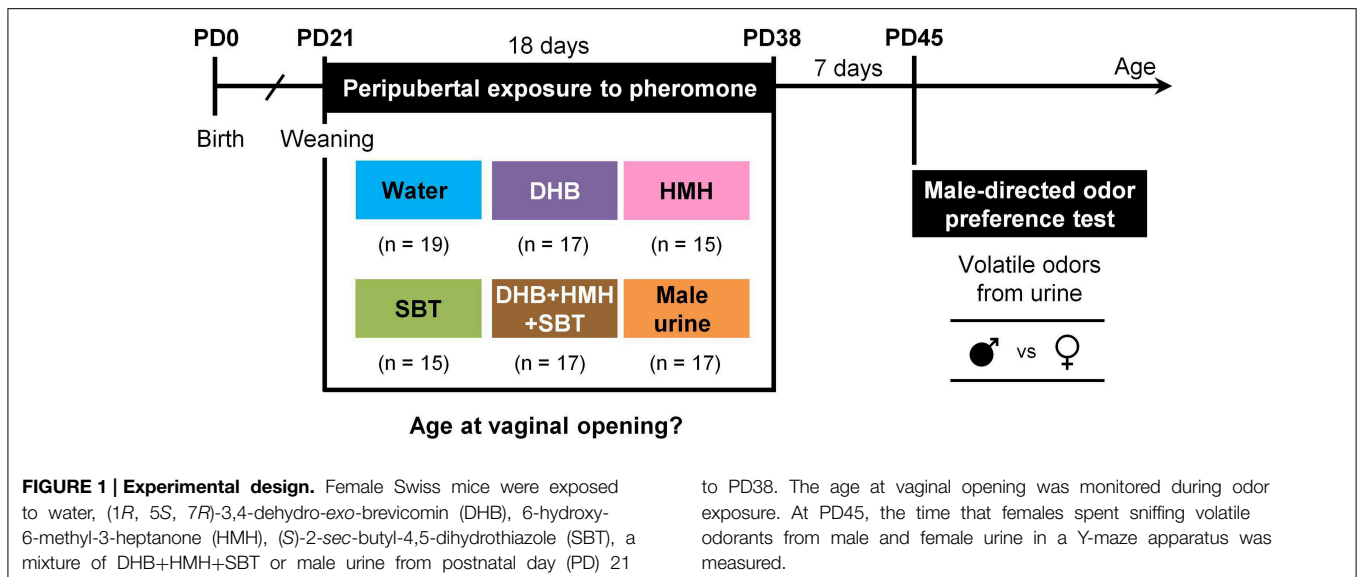 PD0 PD21 18 days PD38 PD45
7 days Age
Peripubertal exposure to pheromone
Birth Weaning
Water DHB HMH
(n = 19) (n = 17) (n = 15)
SBT DHB+HMH +SBT Male urine
(n = 15) (n = 17) (n = 17)
Male-directed odor
preference test
Volatile odors
from urine
♂ vs ♀
Age at vaginal opening?
FIGURE 1 | Experimental design. Female Swiss mice were exposed
to water, (1R, 5S, 7R)-3,4-dehydro-exo-brevicomin (DHB), 6-hydroxy-
6-methyl-3-heptanone (HMH), (S)-2-sec-butyl-4,5-dihydrothiazole (SBT), a
mixture of DHB+HMH+SBT or male urine from postnatal day (PD) 21
to PD38. The age at vaginal opening was monitored during odor
exposure. At PD45, the time that females spent sniffing volatile
odorants from male and female urine in a Y-maze apparatus was
measured.